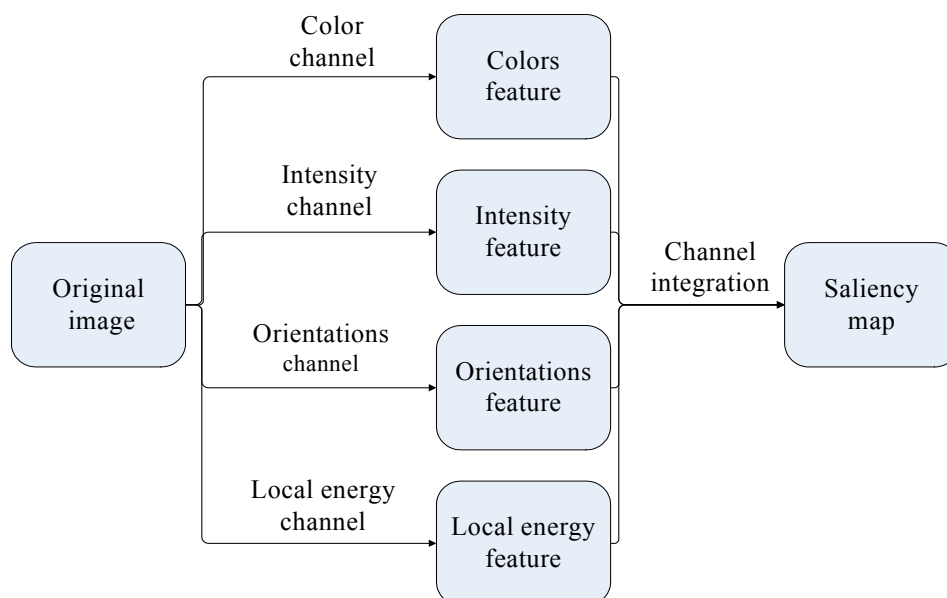 Color
channel
Colors
feature
Intensity
channel
Intensity
feature
Original
image
Channel
integration
Saliency
map
Orientations
channel
Orientations
feature
Local energy
channel
Local energy
feature